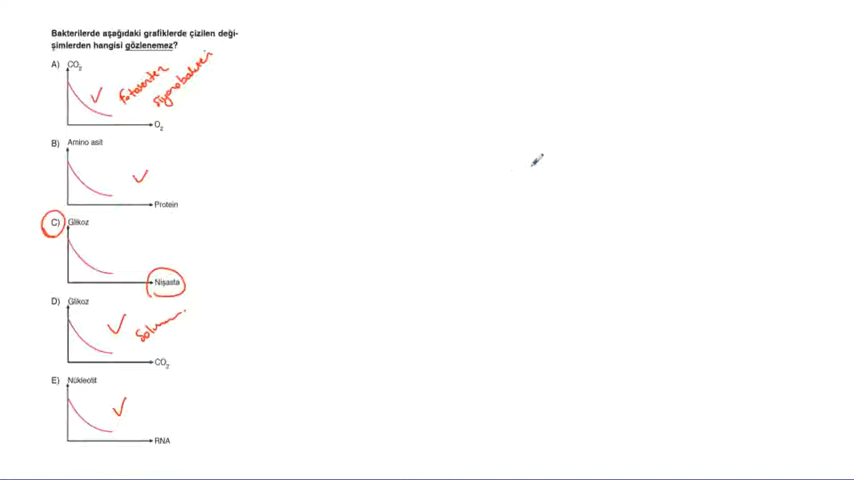 Bakterilerde aşağıdaki grafiklerde çizilen deği-
şimlerden hangisi gözlenemez?
A) CO2
Fotosentez
Siyanobakteri
O2
B) Amino asit
Protein
C) Glikoz
Nişasta
D) Glikoz
CO2
E) Nükleotit
RNA